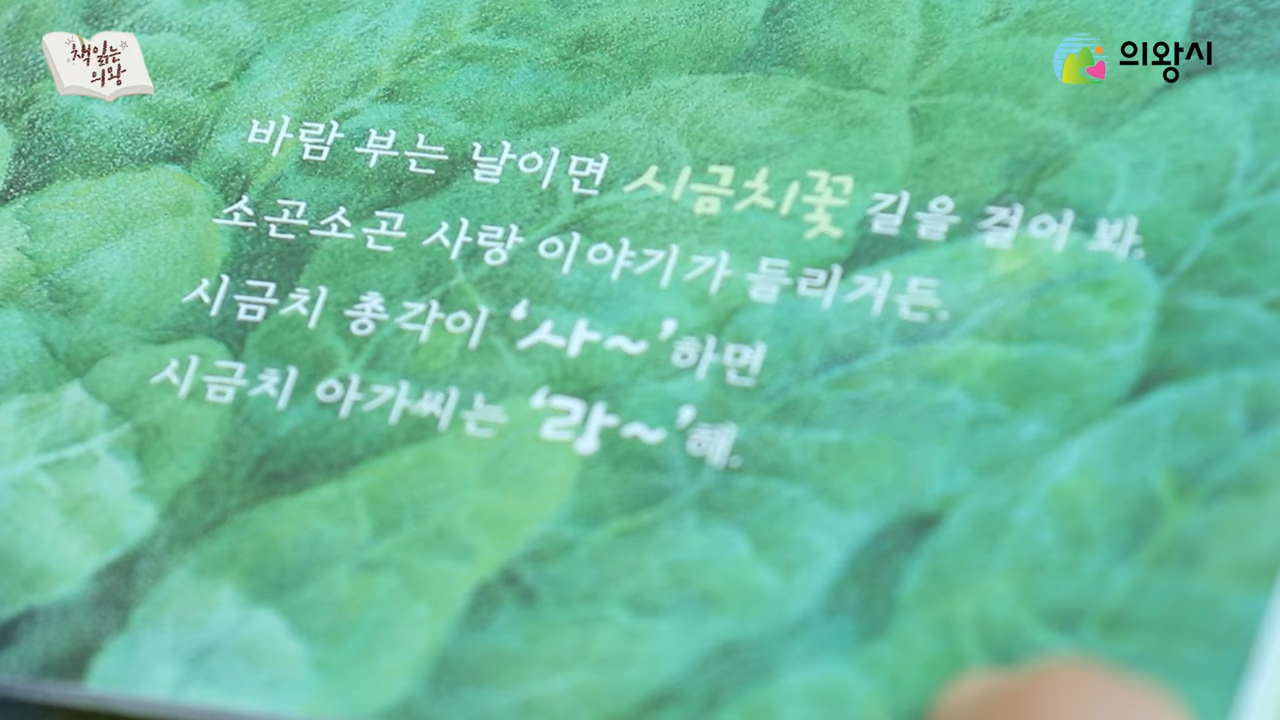 책읽는
의왕
의왕시
바람 부는 날이면 시금치꽃 길을 걸어 봐.
소곤소곤 사랑 이야기가 들리거든.
시금치 총각이 ‘사~’하면
시금치 아가씨는 ‘랑~’해.